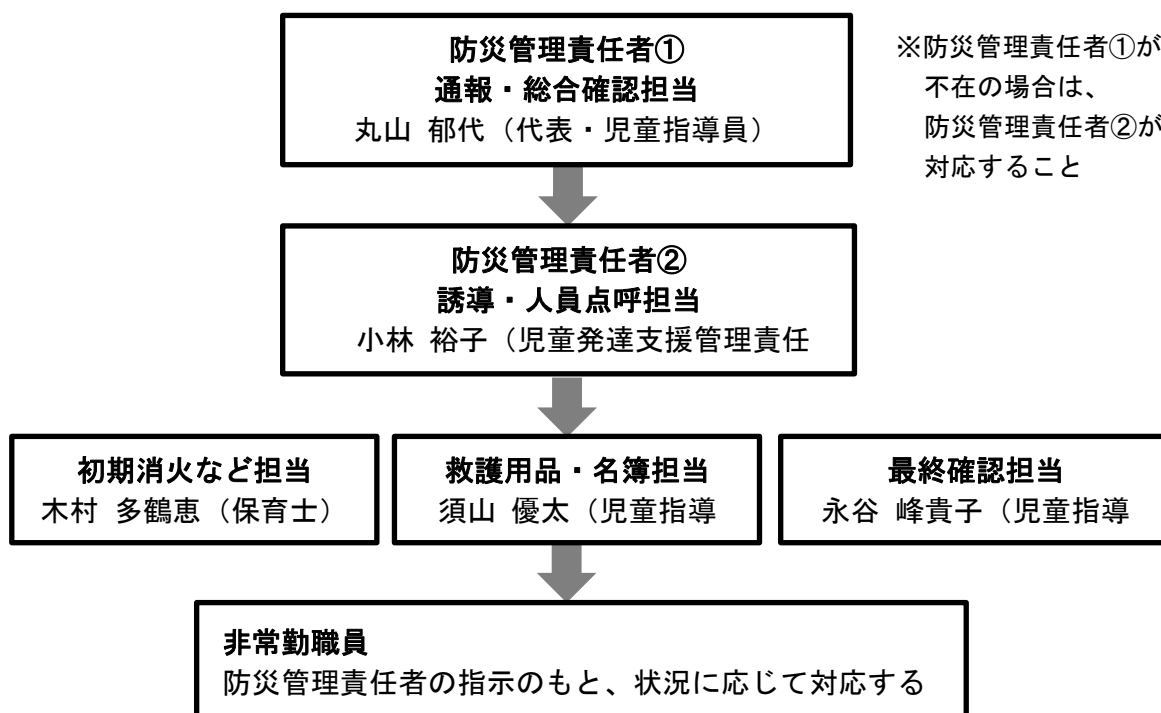 防災管理責任者①
通報・総合確認担当
丸山 郁代（代表・児童指導員）
※防災管理責任者①が
不在の場合は、
防災管理責任者②が
対応すること
防災管理責任者②
誘導・人員点呼担当
小林 裕子（児童発達支援管理責任
初期消火など担当
木村 多鶴恵（保育士）
救護用品・名簿担当
須山 優太（児童指導
最終確認担当
永谷 峰貴子（児童指導
非常勤職員
防災管理責任者の指示のもと、状況に応じて対応する